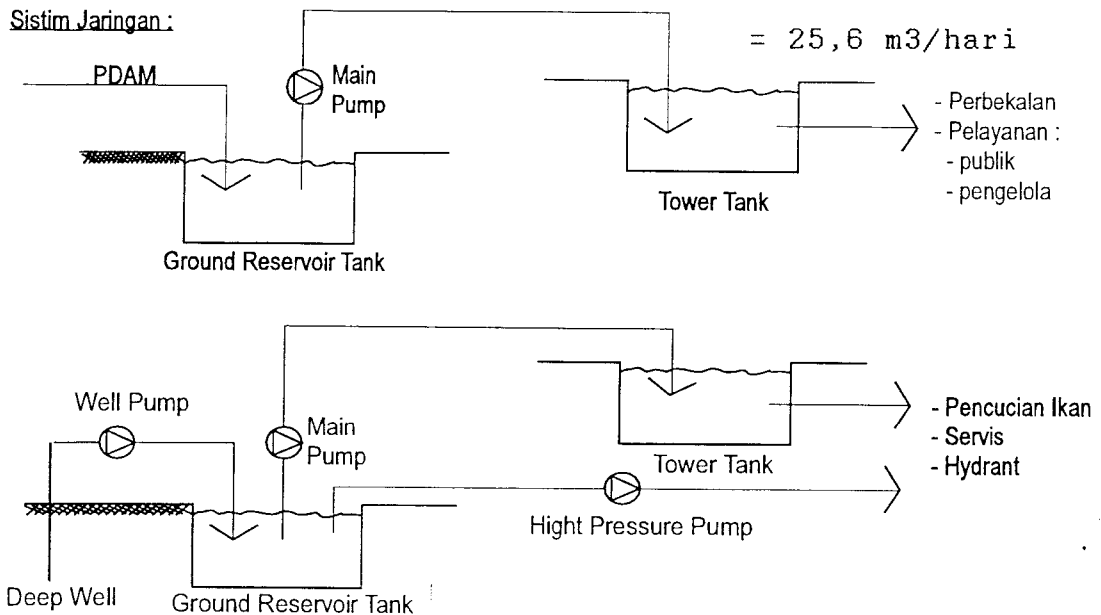 Sistim Jaringan :
= 25,6 m3/hari
PDAM
Main
Pump
- Perbekalan
- Pelayanan :
- publik
- pengelola
Tower Tank
Ground Reservoir Tank
Well Pump
Main
Pump
- Pencucian Ikan
- Servis
- Hydrant
Tower Tank
Hight Pressure Pump
Deep Well
Ground Reservoir Tank